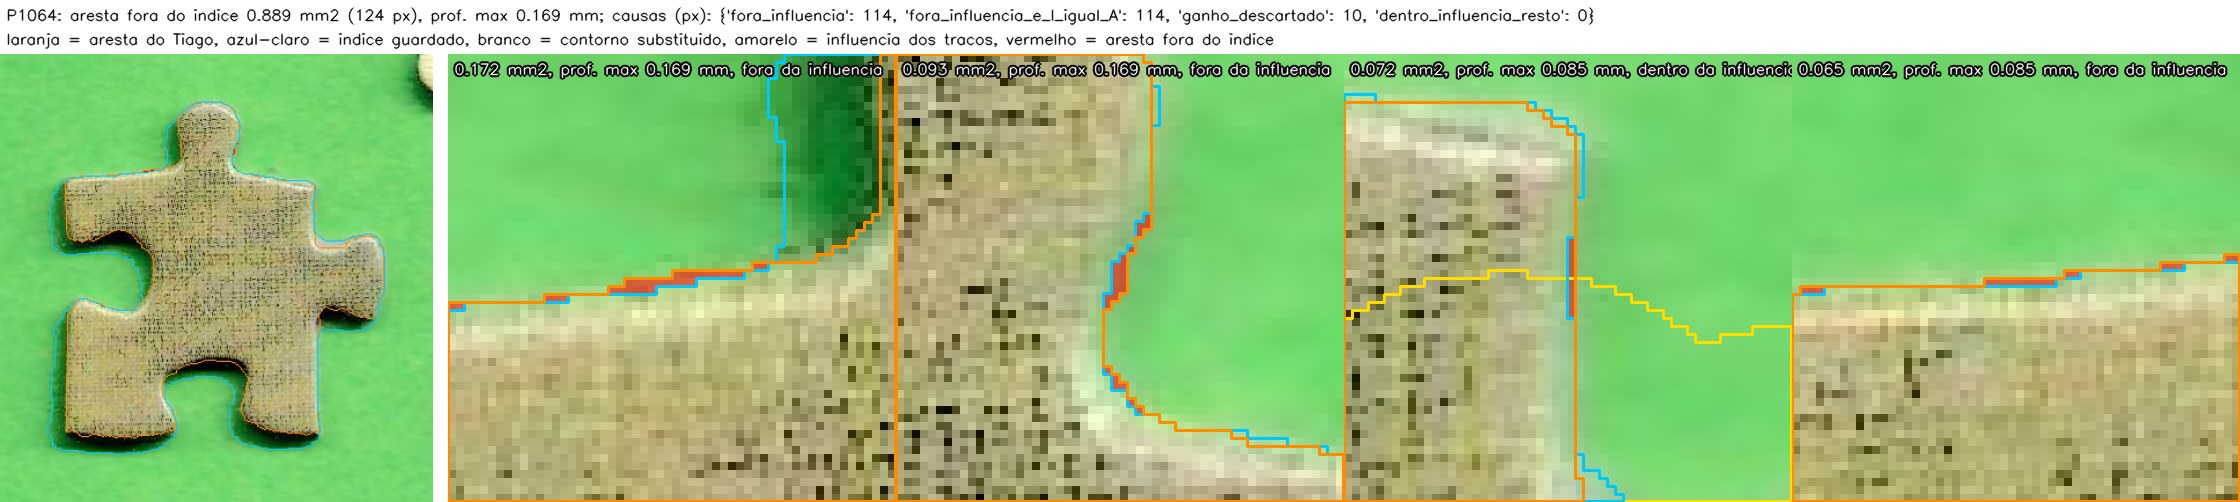 P1064: aresta fora do indice 0.889 mm2 (124 px), prof. max 0.169 mm; causas (px): {'fora_influencia': 114, 'fora_influencia_e_I_igual_A': 114, 'ganho_descartado': 10, 'dentro_influencia_resto': 0}
laranja = aresta do Tiago, azul-claro = indice guardado, branco = contorno substituido, amarelo = influencia dos tracos, vermelho = aresta fora do indice
0.172 mm2, prof. max 0.169 mm, fora da influencia
0.093 mm2, prof. max 0.169 mm, fora da influencia
0.072 mm2, prof. max 0.085 mm, dentro da influenci
0.065 mm2, prof. max 0.085 mm, fora da influencia